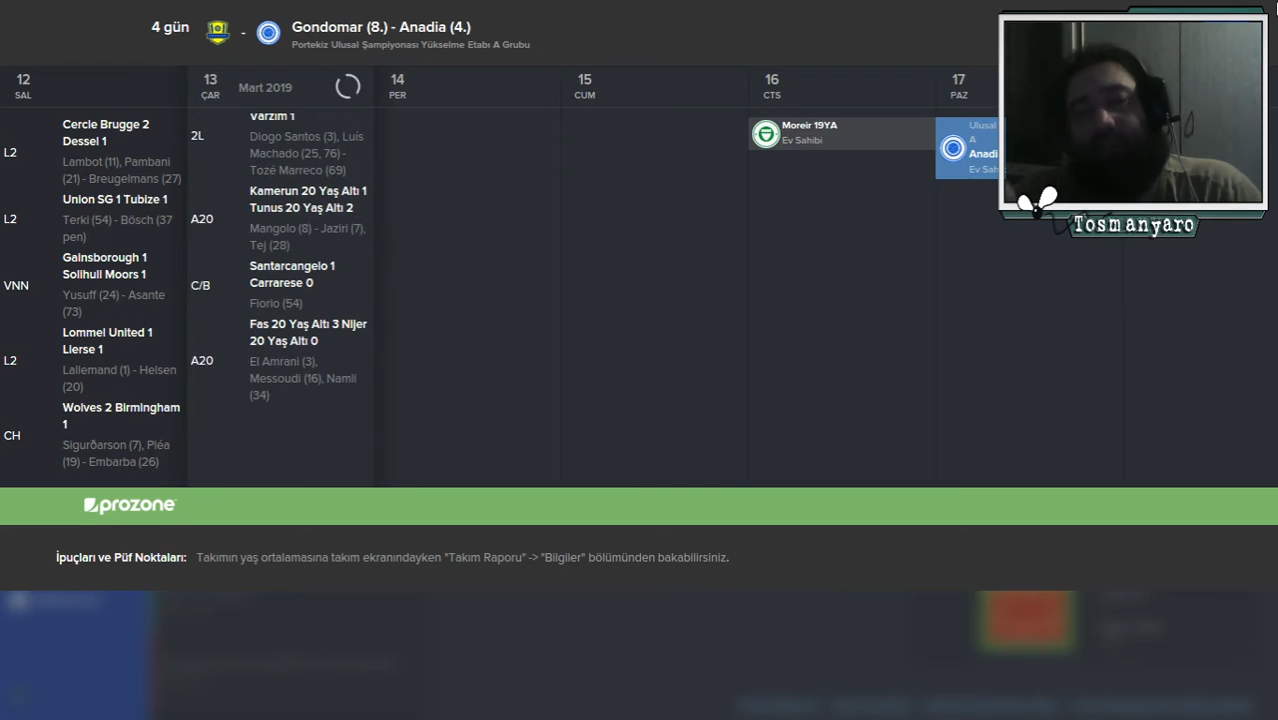 4 gün
-
Gondomar (8.) - Anadia (4.)
Portekiz Ulusal Şampiyonası Yükselme Etabı A Grubu
12
SAL
13
ÇAR
Mart 2019
14
PER
15
CUM
16
CTS
17
PAZ
L2
Cercle Brugge 2
Dessel 1
Lambot (11), Pambani
(21) - Breugelmans (27)
L2
Union SG 1 Tubize 1
Terki (54) - Bösch (37
pen)
VNN
Gainsborough 1
Solihull Moors 1
Yusuff (24) - Asante
(73)
L2
Lommel United 1
Lierse 1
Lallemand (1) - Helsen
(20)
CH
Wolves 2 Birmingham
1
Sigurðarson (7), Pléa
(19) - Embarba (26)
2L
Varzim 1
Diogo Santos (3), Luís
Machado (25, 76) -
Tozé Marreco (69)
A20
Kamerun 20 Yaş Altı 1
Tunus 20 Yaş Altı 2
Mangolo (8) - Jaziri (7),
Tej (28)
C/B
Santarcangelo 1
Carrarese 0
Florio (54)
A20
Fas 20 Yaş Altı 3 Nijer
20 Yaş Altı 0
El Amrani (3),
Messoudi (16), Namli
(34)
Moreir 19YA
Ev Sahibi
Ulusal
A
Anadi
Ev Sah
Tosmanyaro
prozone
İpuçları ve Püf Noktaları: Takımın yaş ortalamasına takım ekranındayken "Takım Raporu" -> "Bilgiler" bölümünden bakabilirsiniz.